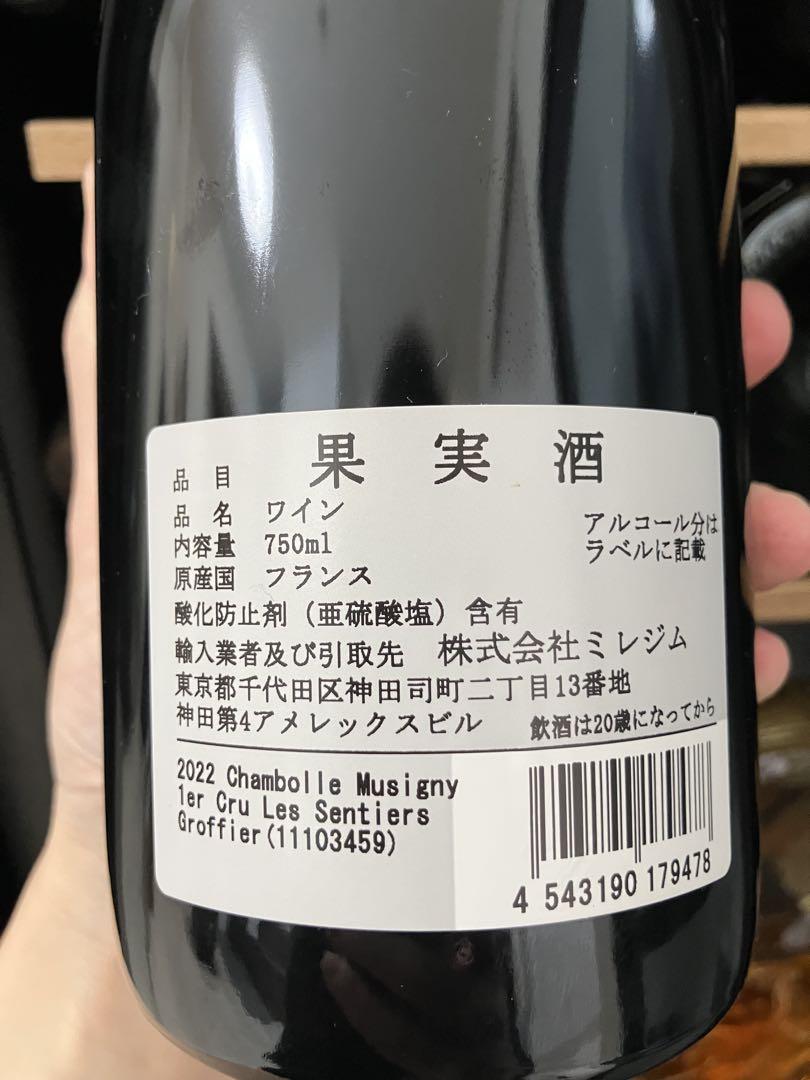 品目 果実酒
品名 ワイン
内容量 750ml
アルコール分は
ラベルに記載
原産国 フランス
酸化防止剤（亜硫酸塩）含有
輸入業者及び引取先 株式会社ミレジム
東京都千代田区神田司町二丁目13番地
神田第4アメレックスビル 飲酒は20歳になってから
2022 Chambolle Musigny
1er Cru Les Sentiers
Groffier(11103459)
4 543190 179478